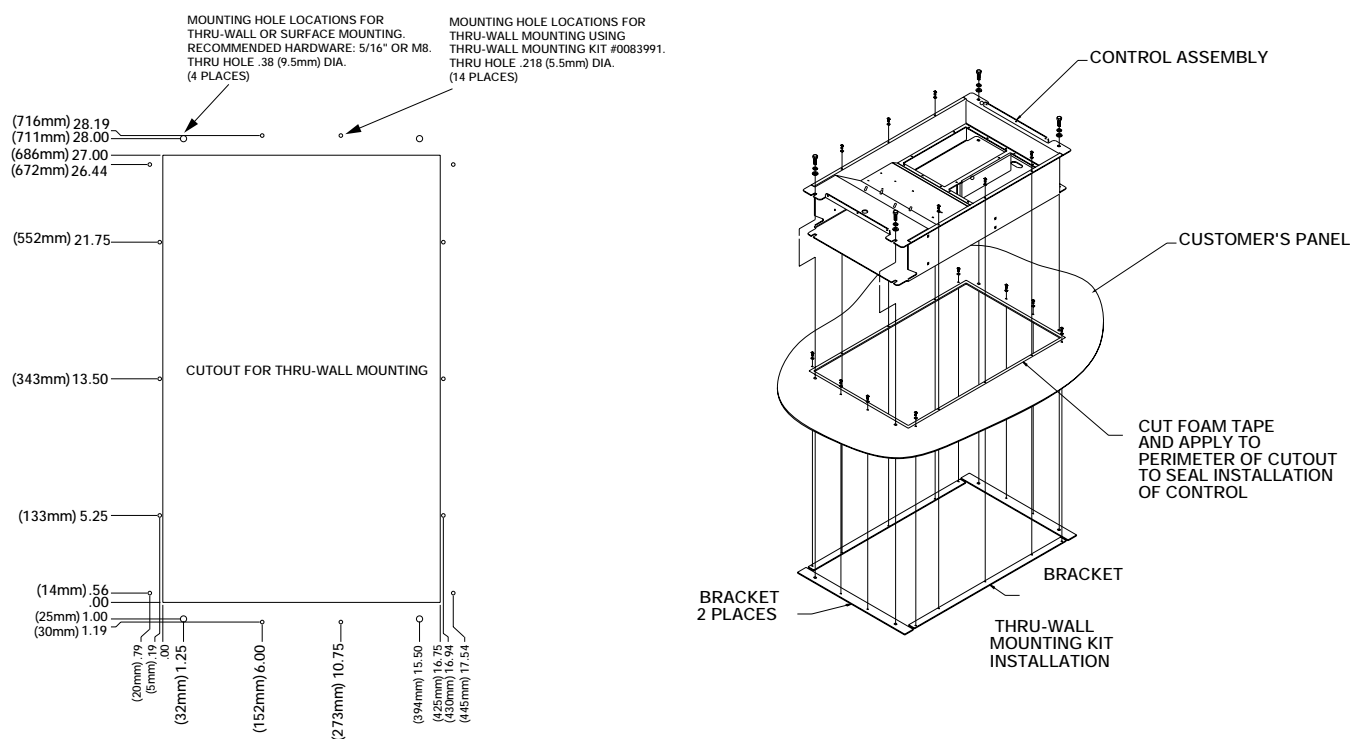 MOUNTING HOLE LOCATIONS FOR
THRU-WALL OR SURFACE MOUNTING.
RECOMMENDED HARDWARE: 5/16" OR M8.
THRU HOLE .38 (9.5mm) DIA.
(4 PLACES)
MOUNTING HOLE LOCATIONS FOR
THRU-WALL MOUNTING USING
THRU-WALL MOUNTING KIT #0083991.
THRU HOLE .218 (5.5mm) DIA.
(14 PLACES)
(716mm) 28.19
(711mm) 28.00
(686mm) 27.00
(672mm) 26.44
(552mm) 21.75
(343mm) 13.50
(133mm) 5.25
(14mm) .56
.00
(25mm) 1.00
(30mm) 1.19
CUTOUT FOR THRU-WALL MOUNTING
(20mm) .79
(5mm) .19
.00
(32mm) 1.25
(152mm) 6.00
(273mm) 10.75
(394mm) 15.50
(425mm) 16.75
(430mm) 16.94
(445mm) 17.54
CONTROL ASSEMBLY
CUSTOMER'S PANEL
CUT FOAM TAPE
AND APPLY TO
PERIMETER OF CUTOUT
TO SEAL INSTALLATION
OF CONTROL
BRACKET
BRACKET
2 PLACES
THRU-WALL
MOUNTING KIT
INSTALLATION